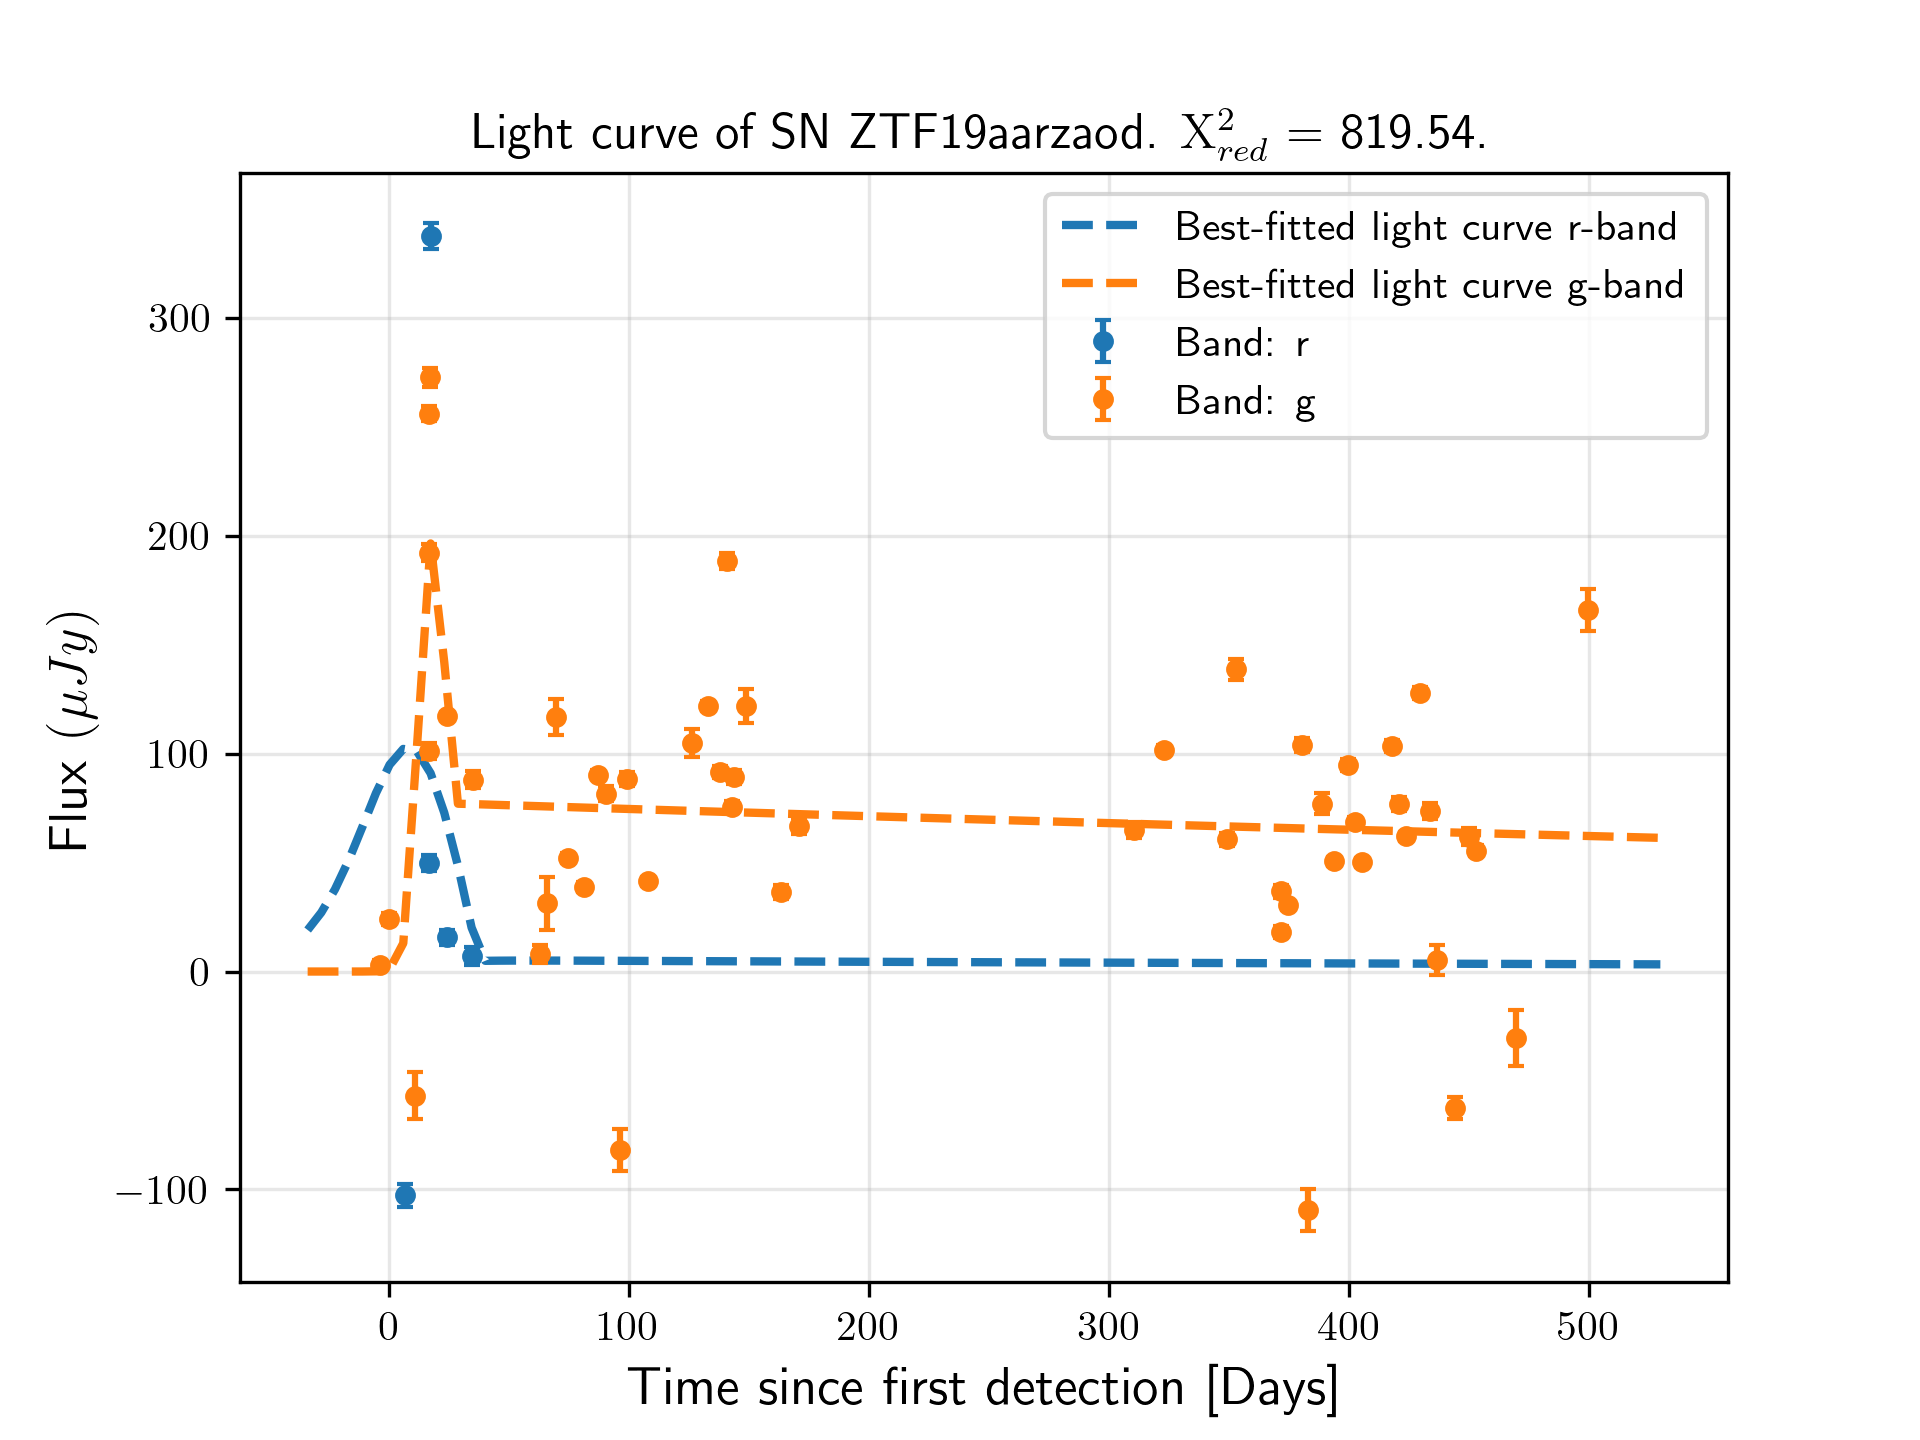 Light curve of SN ZTF19aarzaod. X²_red = 819.54.
Best-fitted light curve r-band
Best-fitted light curve g-band
Band: r
Band: g
Flux (μJy)
300
200
100
0
−100
0 100 200 300 400 500
Time since first detection [Days]